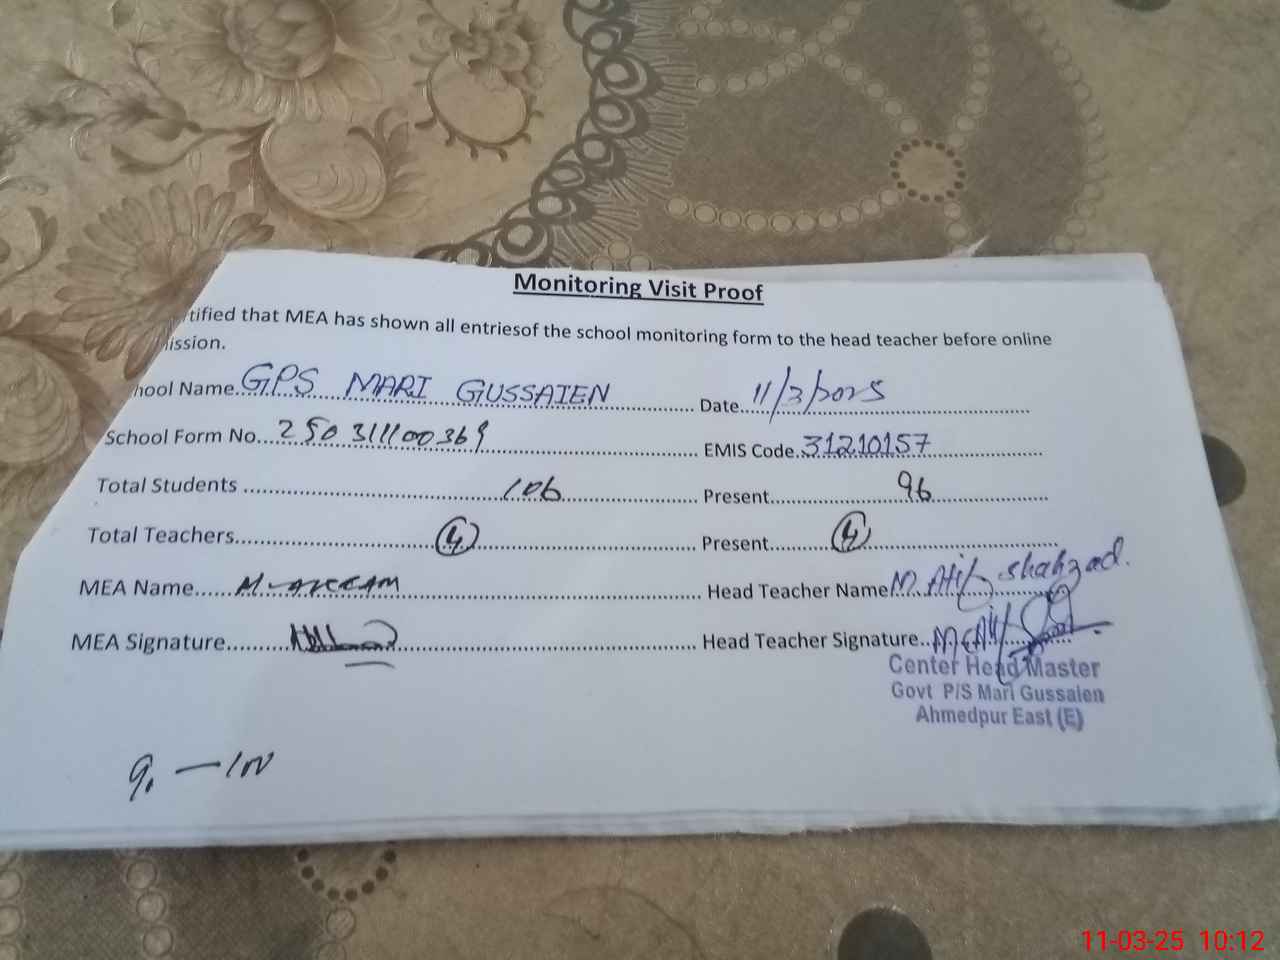 Monitoring Visit Proof
tified that MEA has shown all entriesof the school monitoring form to the head teacher before online
ission.
hool Name GPS MARI GUSSAIEN Date 11/3/2025
School Form No. 250311100369 EMIS Code 31210157
Total Students 106 Present 96
Total Teachers 4 Present 4
MEA Name M-AKRAM Head Teacher Name M. Atif Shahzad.
MEA Signature Head Teacher Signature M. Atif
Center Head Master
Govt P/S Mari Gussaien
Ahmedpur East (E)
11-03-25 10:12